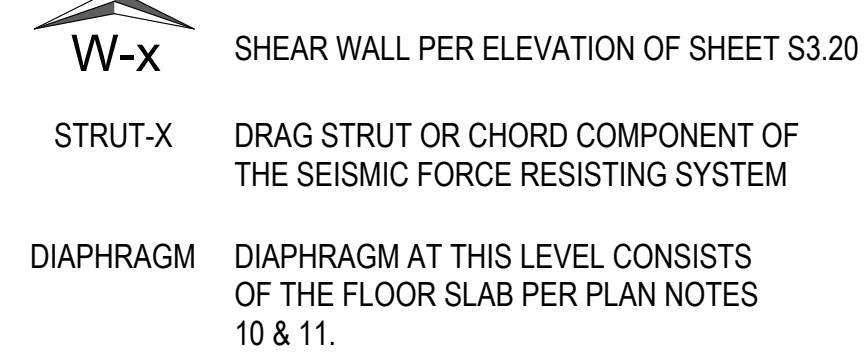 W-x SHEAR WALL PER ELEVATION OF SHEET S3.20
STRUT-X DRAG STRUT OR CHORD COMPONENT OF
THE SEISMIC FORCE RESISTING SYSTEM
DIAPHRAGM DIAPHRAGM AT THIS LEVEL CONSISTS
OF THE FLOOR SLAB PER PLAN NOTES
10 & 11.